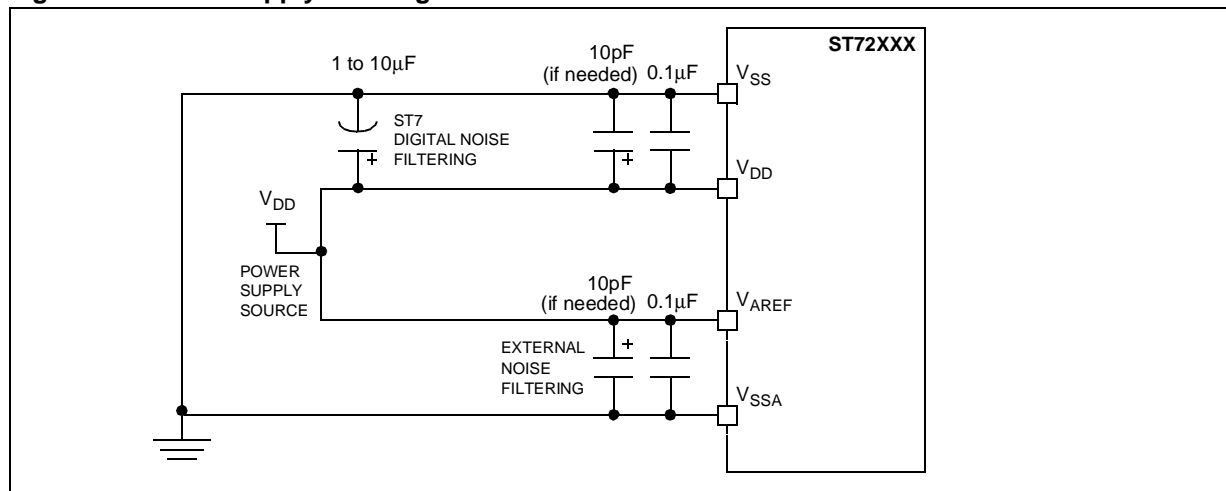 ST72XXX
10pF
(if needed) 0.1μF
1 to 10μF
VSS
ST7
DIGITAL NOISE
FILTERING
+
+
VDD
VDD
POWER
SUPPLY
SOURCE
10pF
(if needed) 0.1μF
VAREF
EXTERNAL
NOISE
FILTERING
+
VSSA